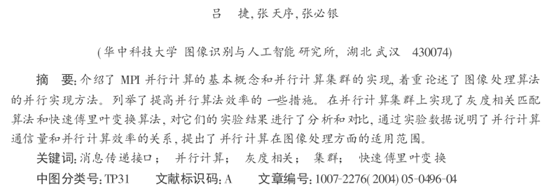 吕 捷,张天序,张必银
(华中科技大学 图像识别与人工智能研究所, 湖北 武汉 430074)
摘 要:介绍了 MPI 并行计算的基本概念和并行计算集群的实现,着重论述了图像处理算法
的并行实现方法。列举了提高并行算法效率的一些措施。在并行计算集群上实现了灰度相关匹配
算法和快速傅里叶变换算法,对它们的实验结果进行了分析和对比,通过实验数据说明了并行计算
通信量和并行计算效率的关系,提出了并行计算在图像处理方面的适用范围。
关键词:消息传递接口; 并行计算; 灰度相关; 集群; 快速傅里叶变换
中图分类号:TP31 文献标识码:A 文章编号:1007-2276(2004)05-0496-04